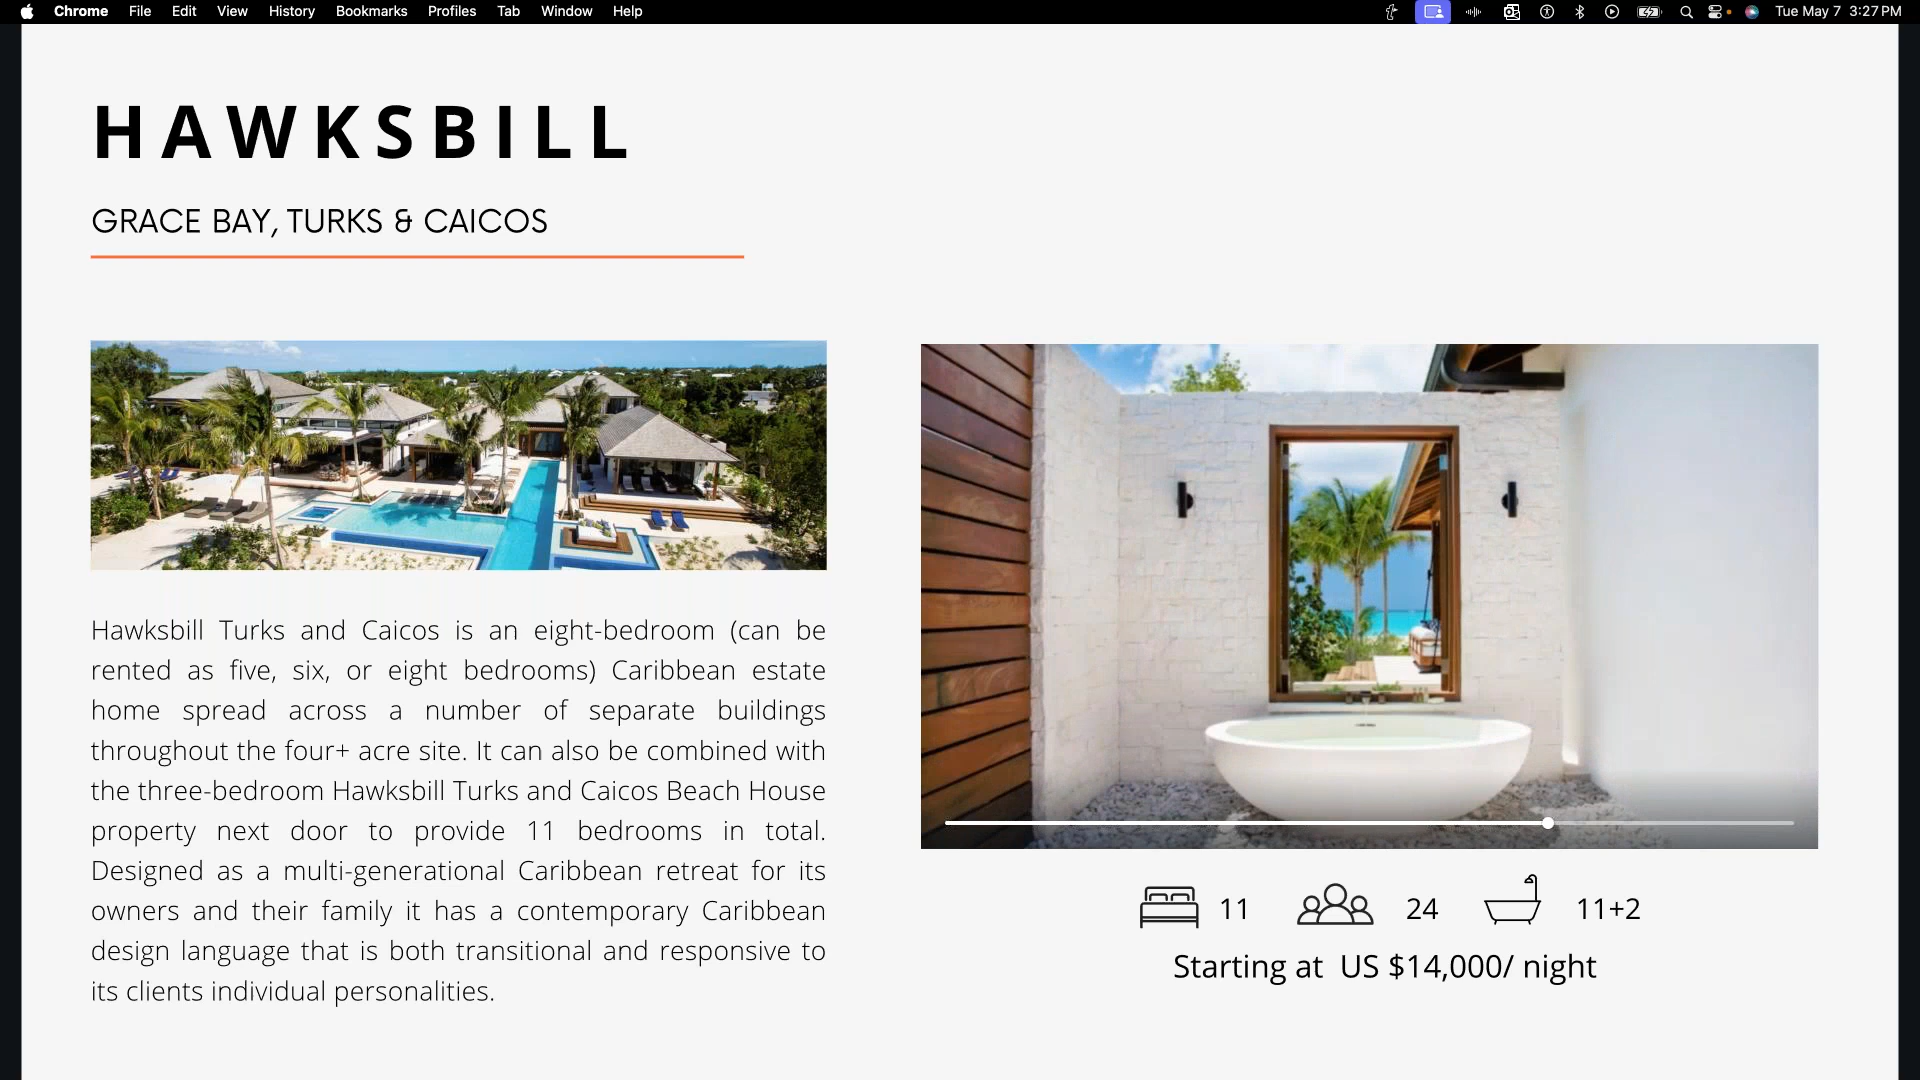 Chrome File Edit View History Bookmarks Profiles Tab Window Help Tue May 7 3:27 PM
HAWKSBILL
GRACE BAY, TURKS & CAICOS
Hawksbill Turks and Caicos is an eight-bedroom (can be
rented as five, six, or eight bedrooms) Caribbean estate
home spread across a number of separate buildings
throughout the four+ acre site. It can also be combined with
the three-bedroom Hawksbill Turks and Caicos Beach House
property next door to provide 11 bedrooms in total.
Designed as a multi-generational Caribbean retreat for its
owners and their family it has a contemporary Caribbean
design language that is both transitional and responsive to
its clients individual personalities.
11 24 11+2
Starting at US $14,000/ night